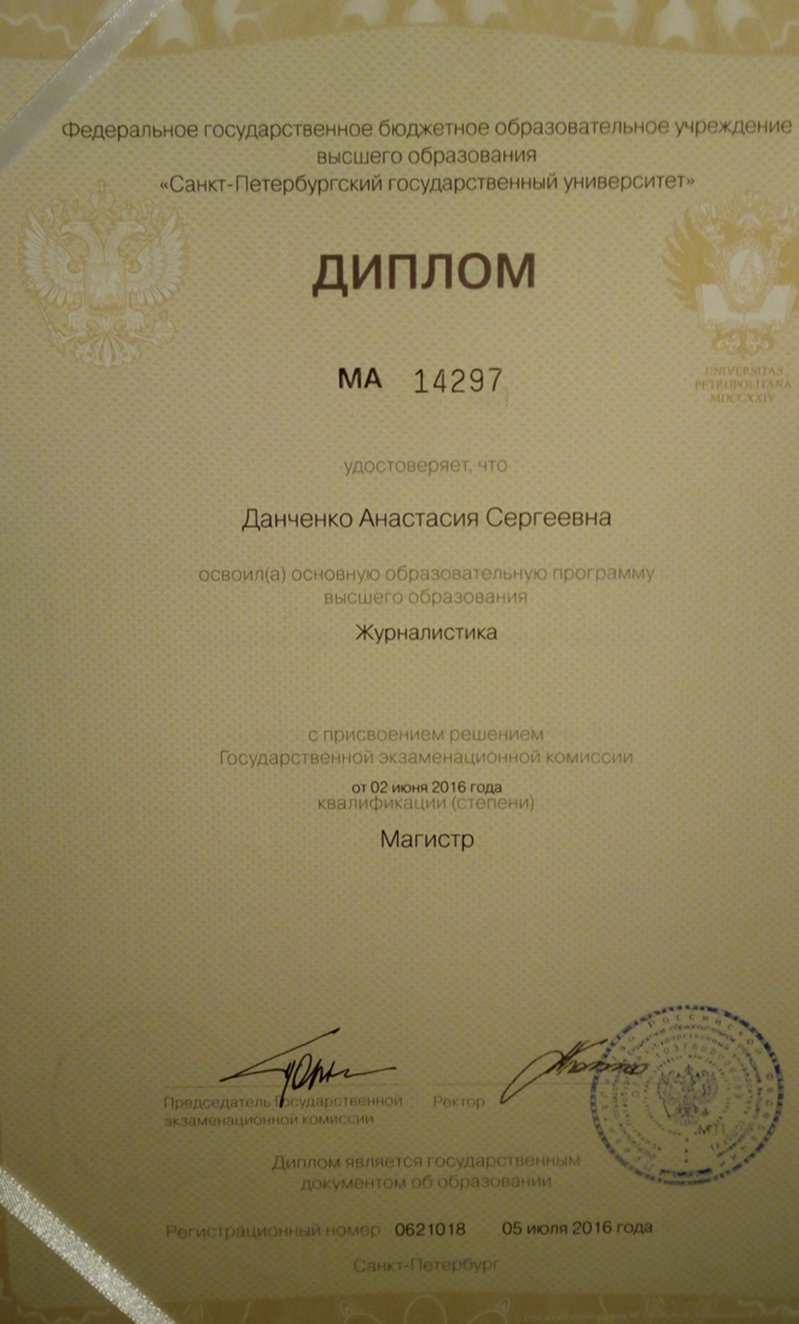 Федеральное государственное бюджетное образовательное учреждение
высшего образования
«Санкт-Петербургский государственный университет»
ДИПЛОМ
UNIVERSITAS
PETROPOLITANA
MDCCXXIV
МА 14297
удостоверяет, что
Данченко Анастасия Сергеевна
освоил(а) основную образовательную программу
высшего образования
Журналистика
с присвоением решением
Государственной экзаменационной комиссии
от 02 июня 2016 года
квалификации (степени)
Магистр
Председатель Государственной
экзаменационной комиссии
Ректор
Диплом является государственным
документом об образовании
Регистрационный номер 0621018 05 июля 2016 года
Санкт-Петербург